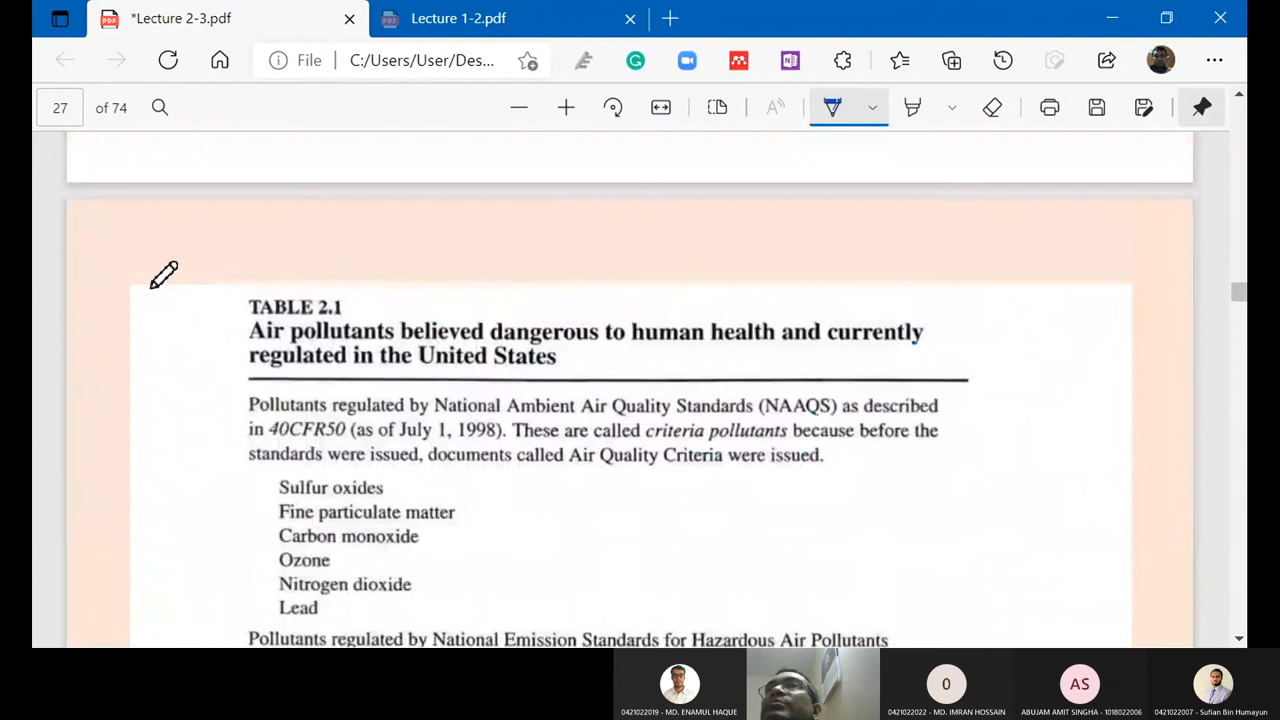 *Lecture 2-3.pdf
Lecture 1-2.pdf
File
C:/Users/User/Des...
27 of 74
TABLE 2.1
Air pollutants believed dangerous to human health and currently
regulated in the United States
Pollutants regulated by National Ambient Air Quality Standards (NAAQS) as described
in 40CFR50 (as of July 1, 1998). These are called criteria pollutants because before the
standards were issued, documents called Air Quality Criteria were issued.
Sulfur oxides
Fine particulate matter
Carbon monoxide
Ozone
Nitrogen dioxide
Lead
Pollutants regulated by National Emission Standards for Hazardous Air Pollutants
0
AS
0421022019 - MD. ENAMUL HAQUE
0421022022 - MD. IMRAN HOSSAIN
ABUJAM AMIT SINGHA - 1018022006
0421022007 - Sufian Bin Humayun